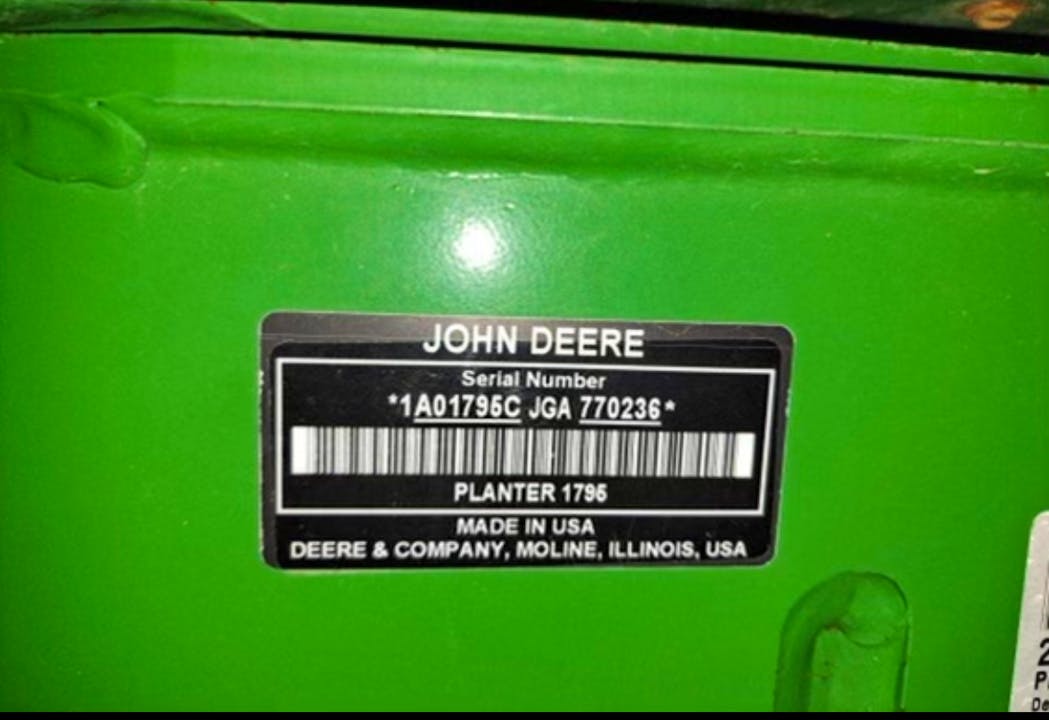 JOHN DEERE
Serial Number
*1A01795C JGA 770236*
PLANTER 1795
MADE IN USA
DEERE & COMPANY, MOLINE, ILLINOIS, USA